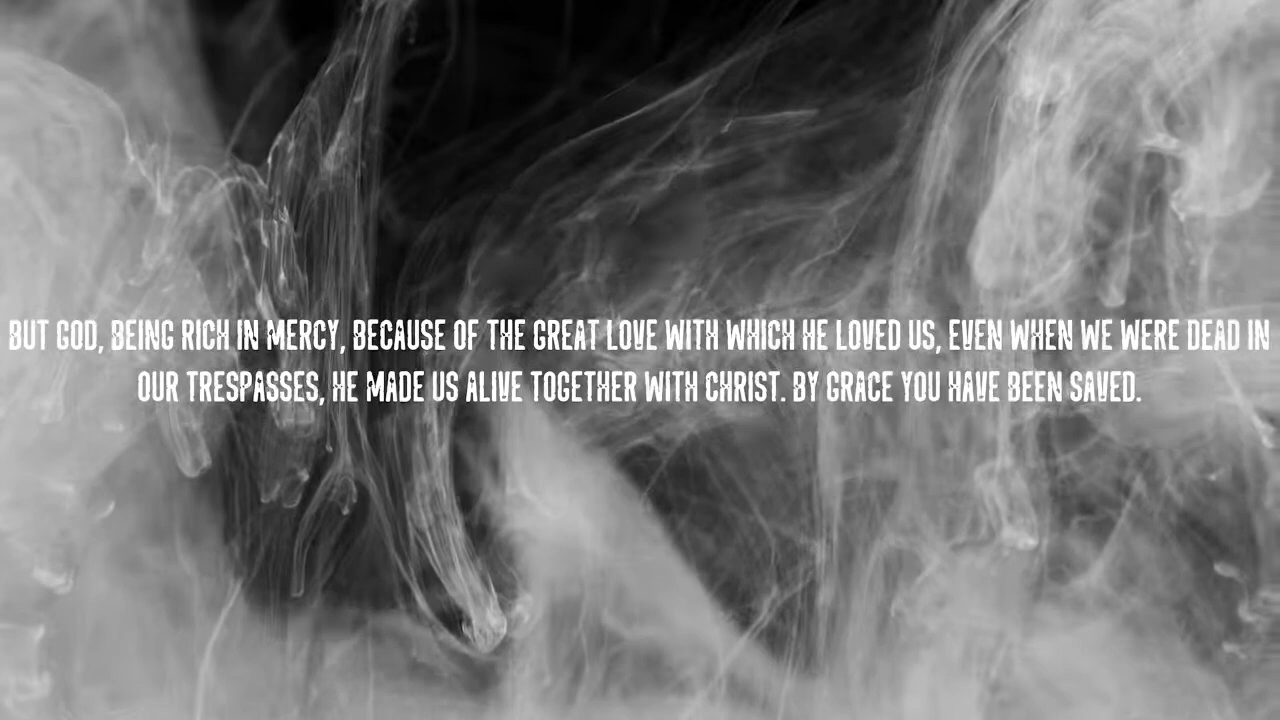 BUT GOD, BEING RICH IN MERCY, BECAUSE OF THE GREAT LOVE WITH WHICH HE LOVED US, EVEN WHEN WE WERE DEAD IN
OUR TRESPASSES, HE MADE US ALIVE TOGETHER WITH CHRIST. BY GRACE YOU HAVE BEEN SAVED.